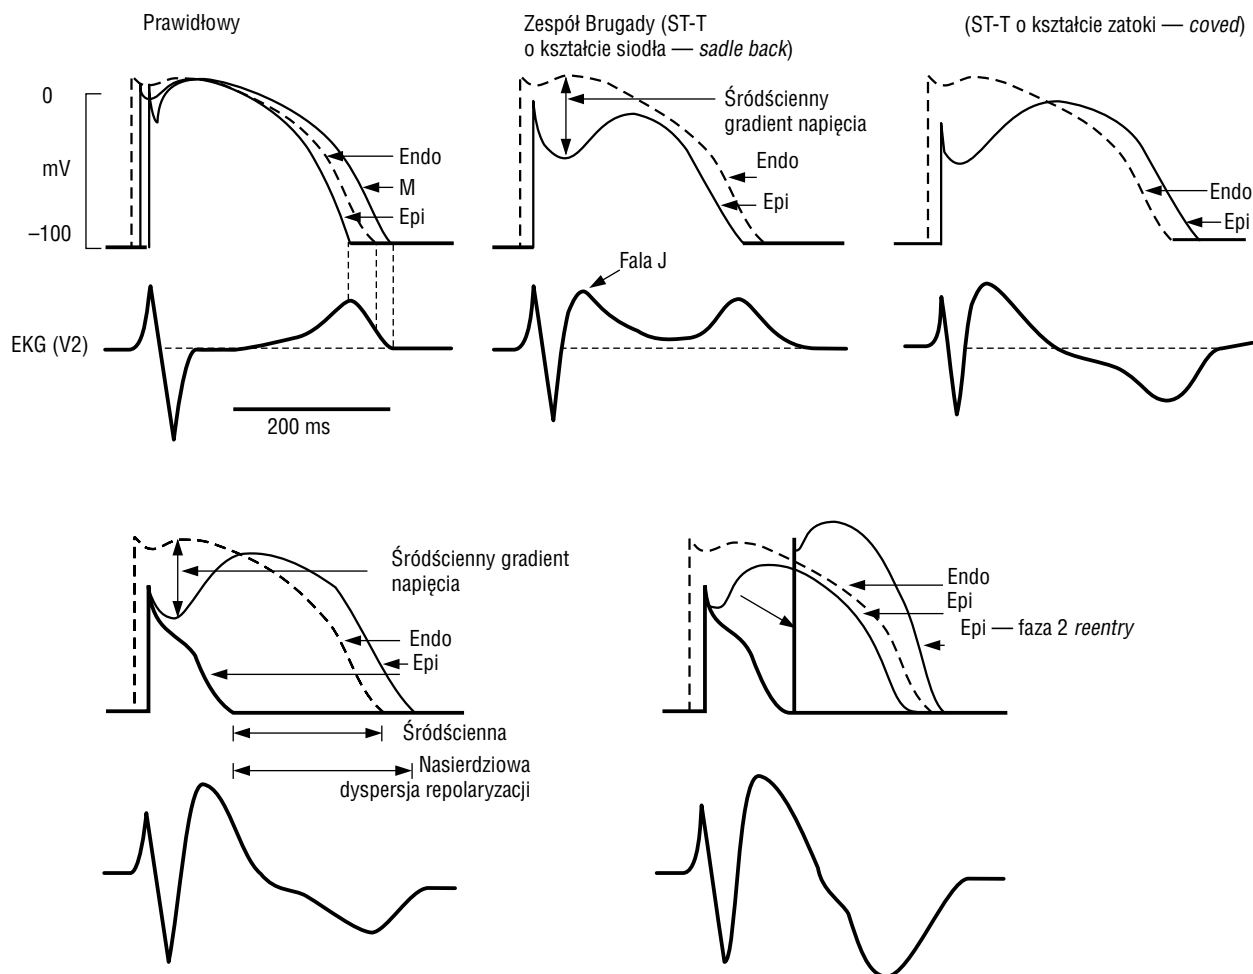 Prawidłowy
Zespół Brugady (ST-T
o kształcie siodła — sadle back)
(ST-T o kształcie zatoki — coved)
0
mV
–100
Endo
M
Epi
Śródścienny
gradient napięcia
Endo
Epi
Endo
Epi
Fala J
EKG (V2)
200 ms
Śródścienny gradient
napięcia
Endo
Epi
Śródścienna
Nasierdziowa
dyspersja repolaryzacji
Endo
Epi
Epi — faza 2 reentry